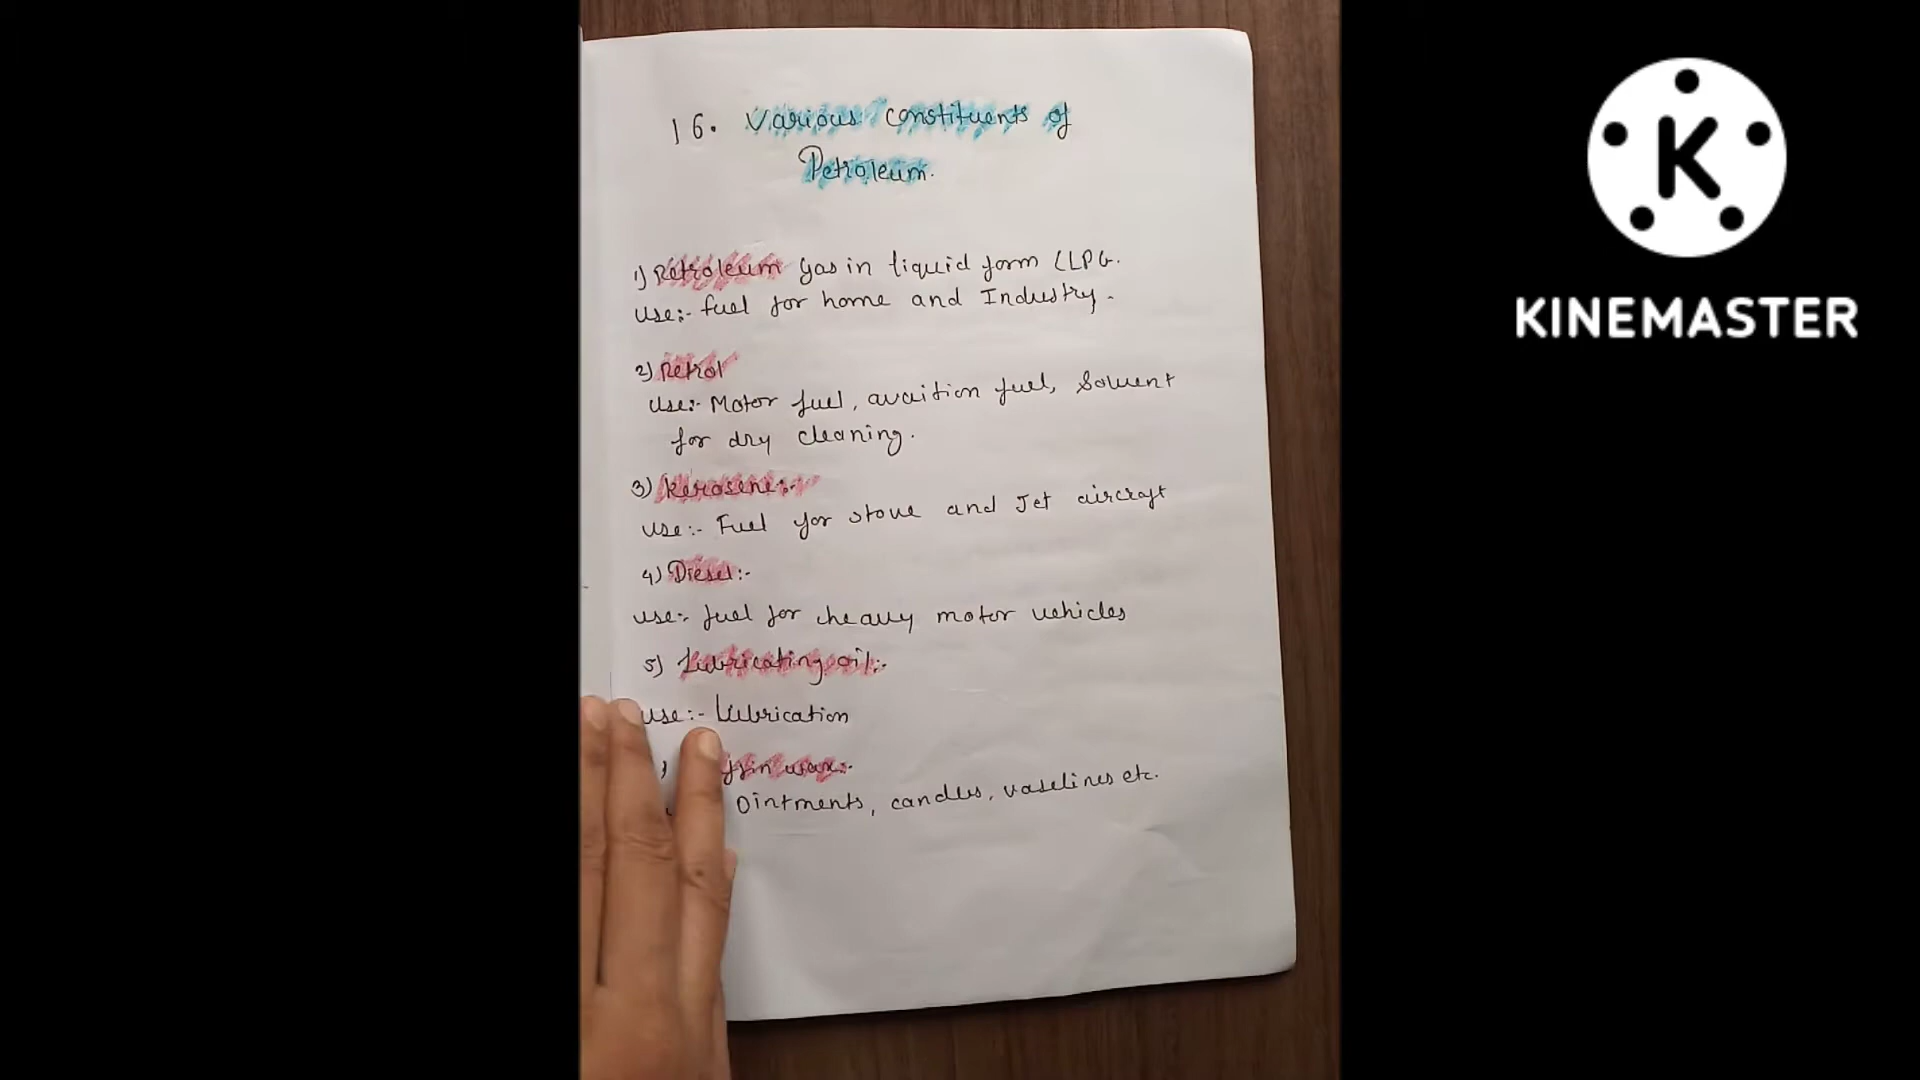 16. Various constituents of
Petroleum.
1) Petroleum gas in liquid form (LPG.
Use:- fuel for home and Industry.
2) Petrol
Use:- Motor fuel, avaition fuel, Solvent
for dry cleaning.
3) Kerosene:-
Use:- Fuel for stove and Jet aircraft
4) Diesel:-
Use:- fuel for heavy motor vehicles
5) Lubricating oil:-
Use:- Lubrication
wax:-
Ointments, candles, vaselines etc.
K
KINEMASTER